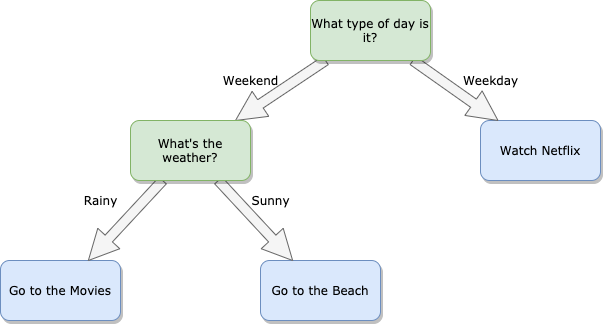 What type of day is
it?
Weekend
Weekday
What's the
weather?
Watch Netflix
Rainy
Sunny
Go to the Movies
Go to the Beach